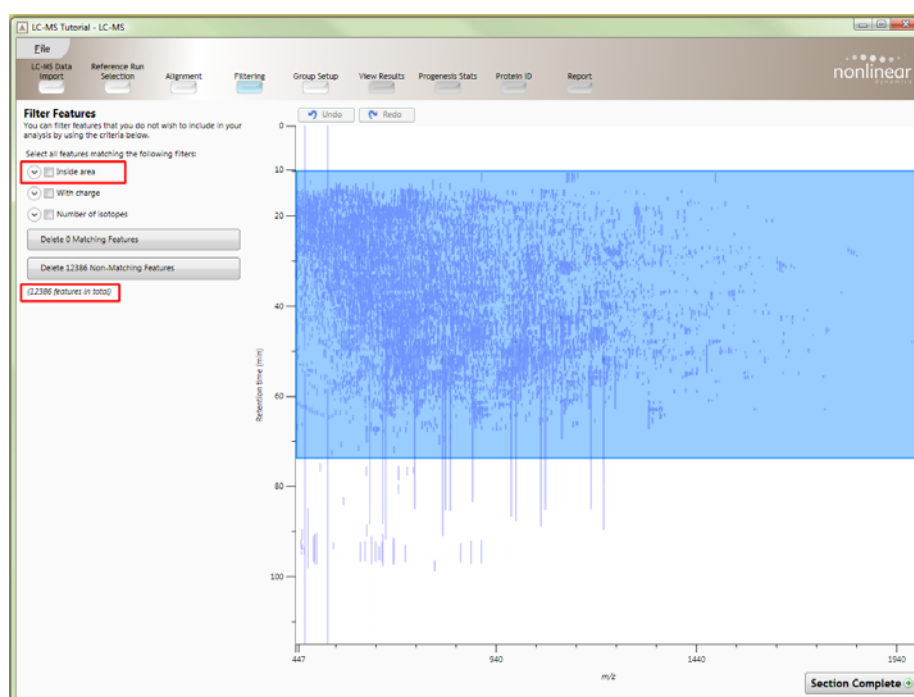 LC-MS Tutorial - LC-MS
File
LC-MS Data
Import
Reference Run
Selection
Alignment
Filtering
Group Setup
View Results
Progenesis Stats
Protein ID
Report
nonlinear
dynamics
Filter Features
You can filter features that you do not wish to include in your
analysis by using the criteria below.
Select all features matching the following filters:
Inside area
With charge
Number of isotopes
Delete 0 Matching Features
Delete 12386 Non-Matching Features
(12386 features in total)
Undo
Redo
0
10
20
40
60
80
100
Retention time (min)
447
940
1440
1940
m/z
Section Complete